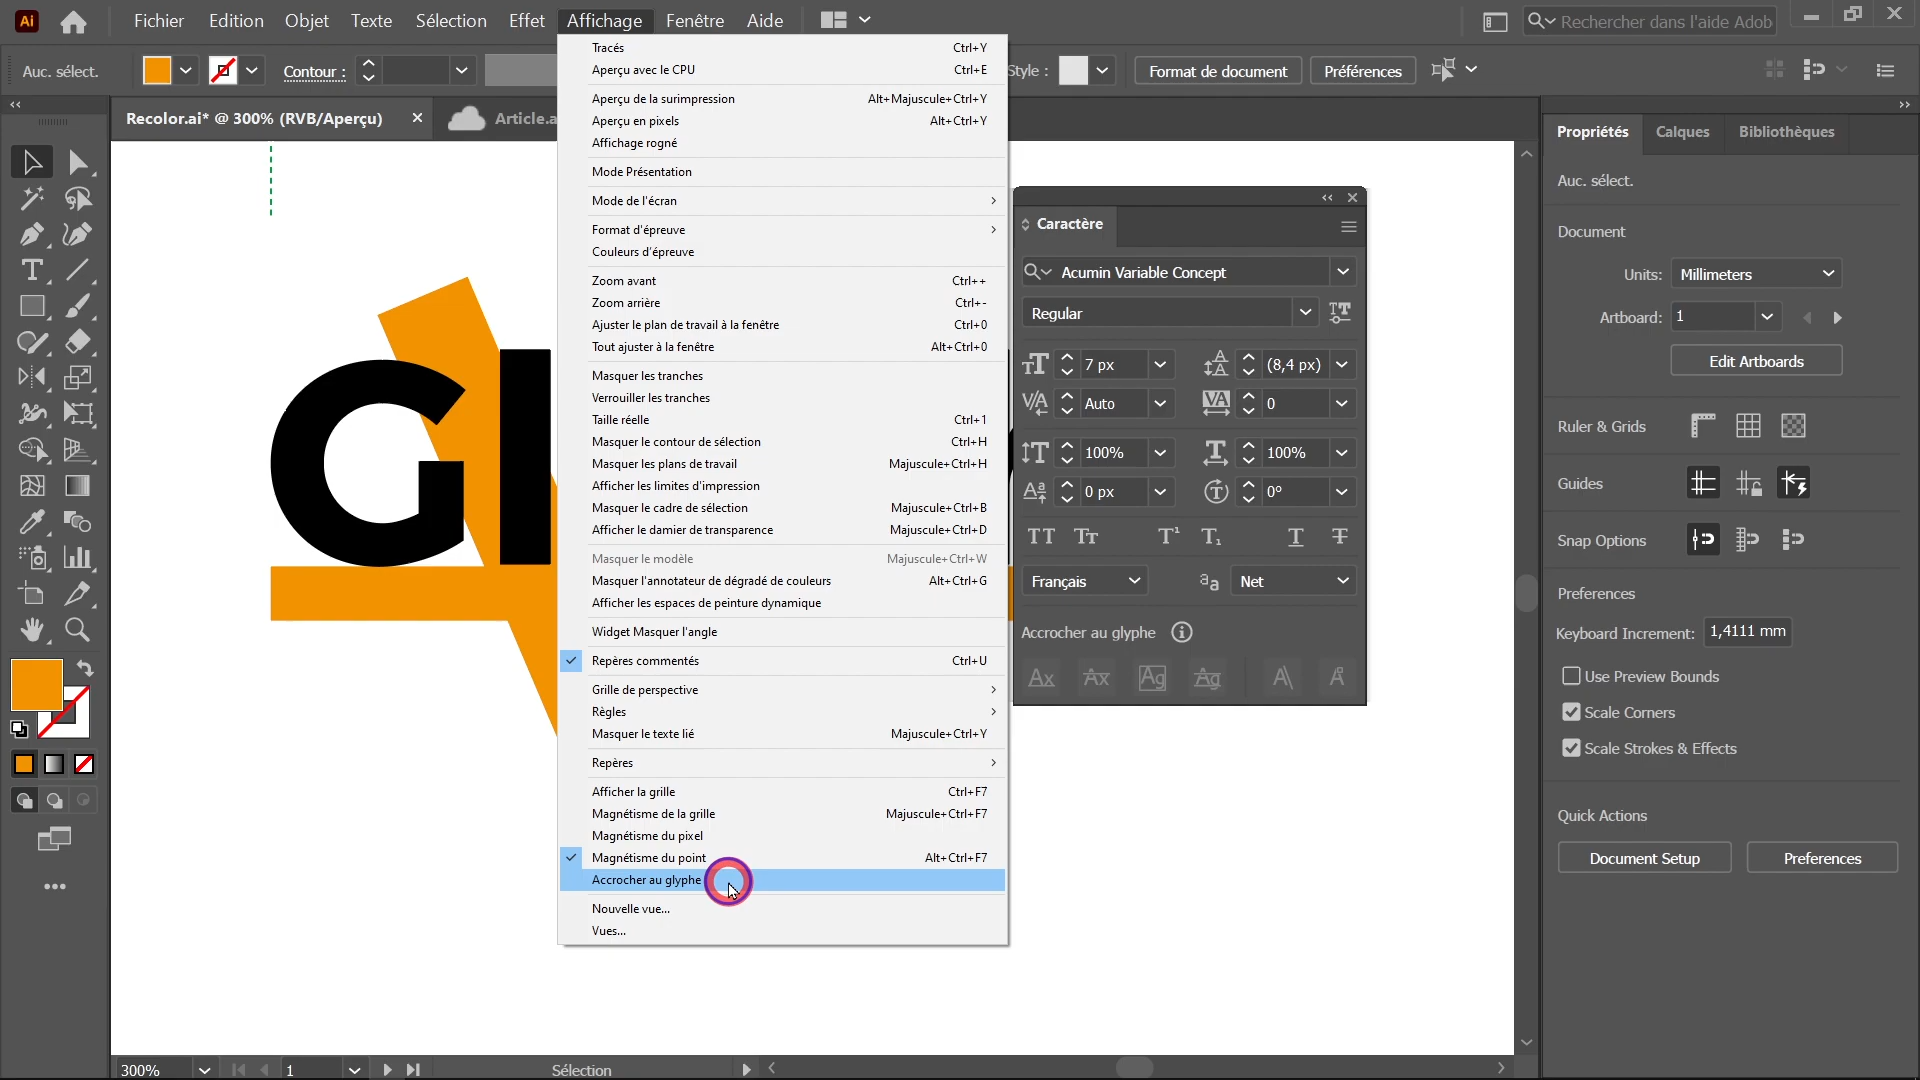 Ai
Fichier Edition Objet Texte Sélection Effet Affichage Fenêtre Aide
Rechercher dans l'aide Adob
Auc. sélect.
Contour :
Style :
Format de document
Préférences
Recolor.ai* @ 300% (RVB/Aperçu)
Article.a
Tracés Ctrl+Y
Aperçu avec le CPU Ctrl+E
Aperçu de la surimpression Alt+Majuscule+Ctrl+Y
Aperçu en pixels Alt+Ctrl+Y
Affichage rogné
Mode Présentation
Mode de l'écran
Format d'épreuve
Couleurs d'épreuve
Zoom avant Ctrl++
Zoom arrière Ctrl+-
Ajuster le plan de travail à la fenêtre Ctrl+0
Tout ajuster à la fenêtre Alt+Ctrl+0
Masquer les tranches
Verrouiller les tranches
Taille réelle Ctrl+1
Masquer le contour de sélection Ctrl+H
Masquer les plans de travail Majuscule+Ctrl+H
Afficher les limites d'impression
Masquer le cadre de sélection Majuscule+Ctrl+B
Afficher le damier de transparence Majuscule+Ctrl+D
Masquer le modèle Majuscule+Ctrl+W
Masquer l'annotateur de dégradé de couleurs Alt+Ctrl+G
Afficher les espaces de peinture dynamique
Widget Masquer l'angle
Repères commentés Ctrl+U
Grille de perspective
Règles
Masquer le texte lié Majuscule+Ctrl+Y
Repères
Afficher la grille Ctrl+F7
Magnétisme de la grille Majuscule+Ctrl+F7
Magnétisme du pixel
Magnétisme du point Alt+Ctrl+F7
Accrocher au glyphe
Nouvelle vue...
Vues...
Gl
Caractère
Acumin Variable Concept
Regular
7 px (8,4 px)
Auto 0
100% 100%
0 px 0°
Français
Net
Accrocher au glyphe
Propriétés Calques Bibliothèques
Auc. sélect.
Document
Units: Millimeters
Artboard: 1
Edit Artboards
Ruler & Grids
Guides
Snap Options
Preferences
Keyboard Increment: 1,4111 mm
Use Preview Bounds
Scale Corners
Scale Strokes & Effects
Quick Actions
Document Setup
Preferences
300%
1
Sélection